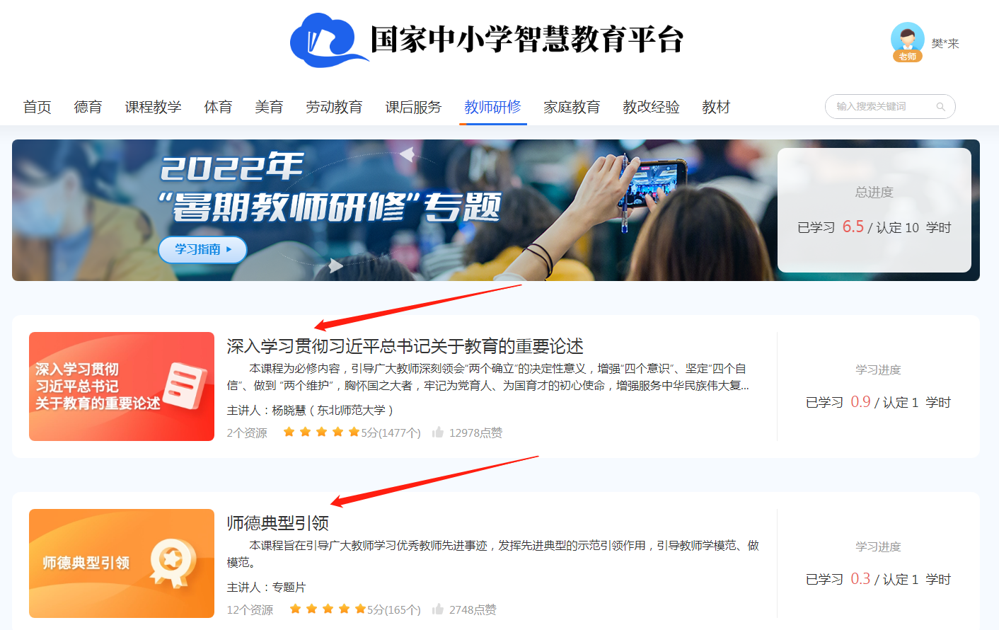 国家中小学智慧教育平台
老师
樊*来
首页 德育 课程教学 体育 美育 劳动教育 课后服务 教师研修 家庭教育 教改经验 教材
输入搜索关键词
2022年
“暑期教师研修”专题
学习指南
总进度
已学习 6.5 / 认定 10 学时
深入学习贯彻
习近平总书记
关于教育的重要论述
深入学习贯彻习近平总书记关于教育的重要论述
本课程为必修内容，引导广大教师深刻领会“两个确立”的决定性意义，增强“四个意识”、坚定“四个自
信”、做到 “两个维护”，胸怀国之大者，牢记为党育人、为国育才的初心使命，增强服务中华民族伟大复...
主讲人：杨晓慧（东北师范大学）
2个资源 5分(1477个) 12978点赞
学习进度
已学习 0.9 / 认定 1 学时
师德典型引领
师德典型引领
本课程旨在引导广大教师学习优秀教师先进事迹，发挥先进典型的示范引领作用，引导教师学模范、做
模范。
主讲人：专题片
12个资源 5分(165个) 2748点赞
学习进度
已学习 0.3 / 认定 1 学时